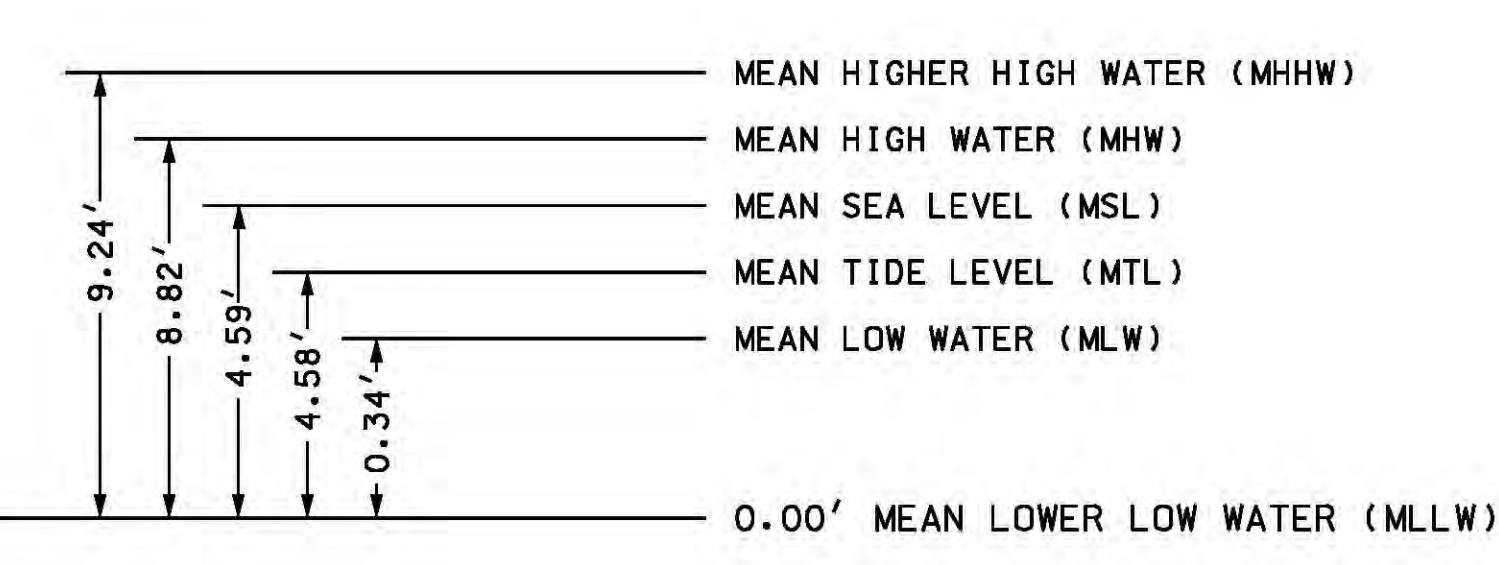 MEAN HIGHER HIGH WATER (MHHW)
MEAN HIGH WATER (MHW)
MEAN SEA LEVEL (MSL)
MEAN TIDE LEVEL (MTL)
MEAN LOW WATER (MLW)
9.24'
8.82'
4.59'
4.58'
0.34'
0.00' MEAN LOWER LOW WATER (MLLW)